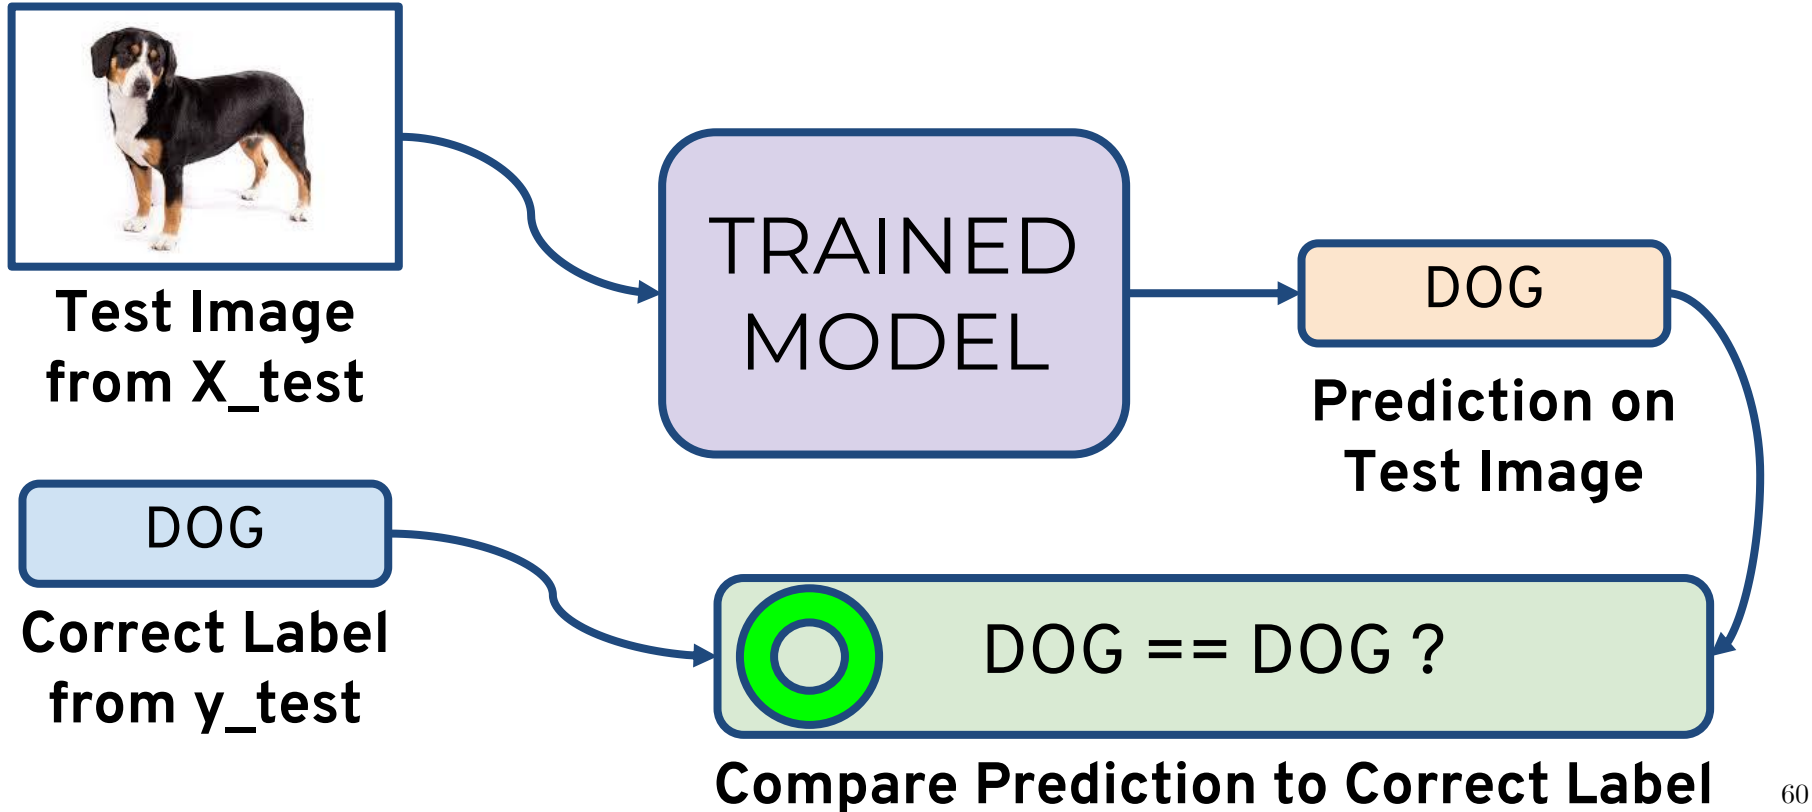 Test Image
from X_test
TRAINED
MODEL
DOG
Prediction on
Test Image
DOG
Correct Label
from y_test
DOG == DOG ?
Compare Prediction to Correct Label
60